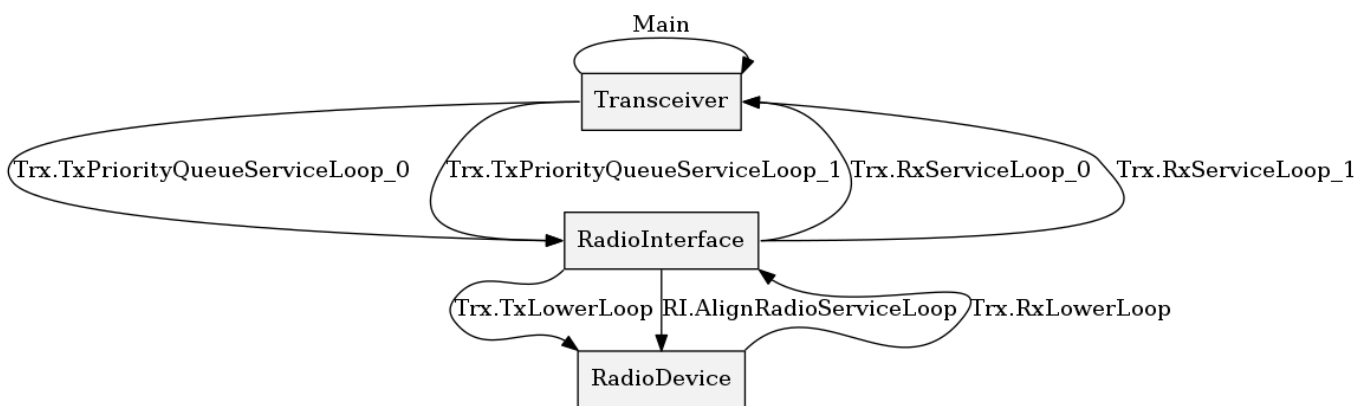 Main
Transceiver
Trx.TxPriorityQueueServiceLoop_0
Trx.TxPriorityQueueServiceLoop_1
Trx.RxServiceLoop_0
Trx.RxServiceLoop_1
RadioInterface
Trx.TxLowerLoop
RI.AlignRadioServiceLoop
Trx.RxLowerLoop
RadioDevice